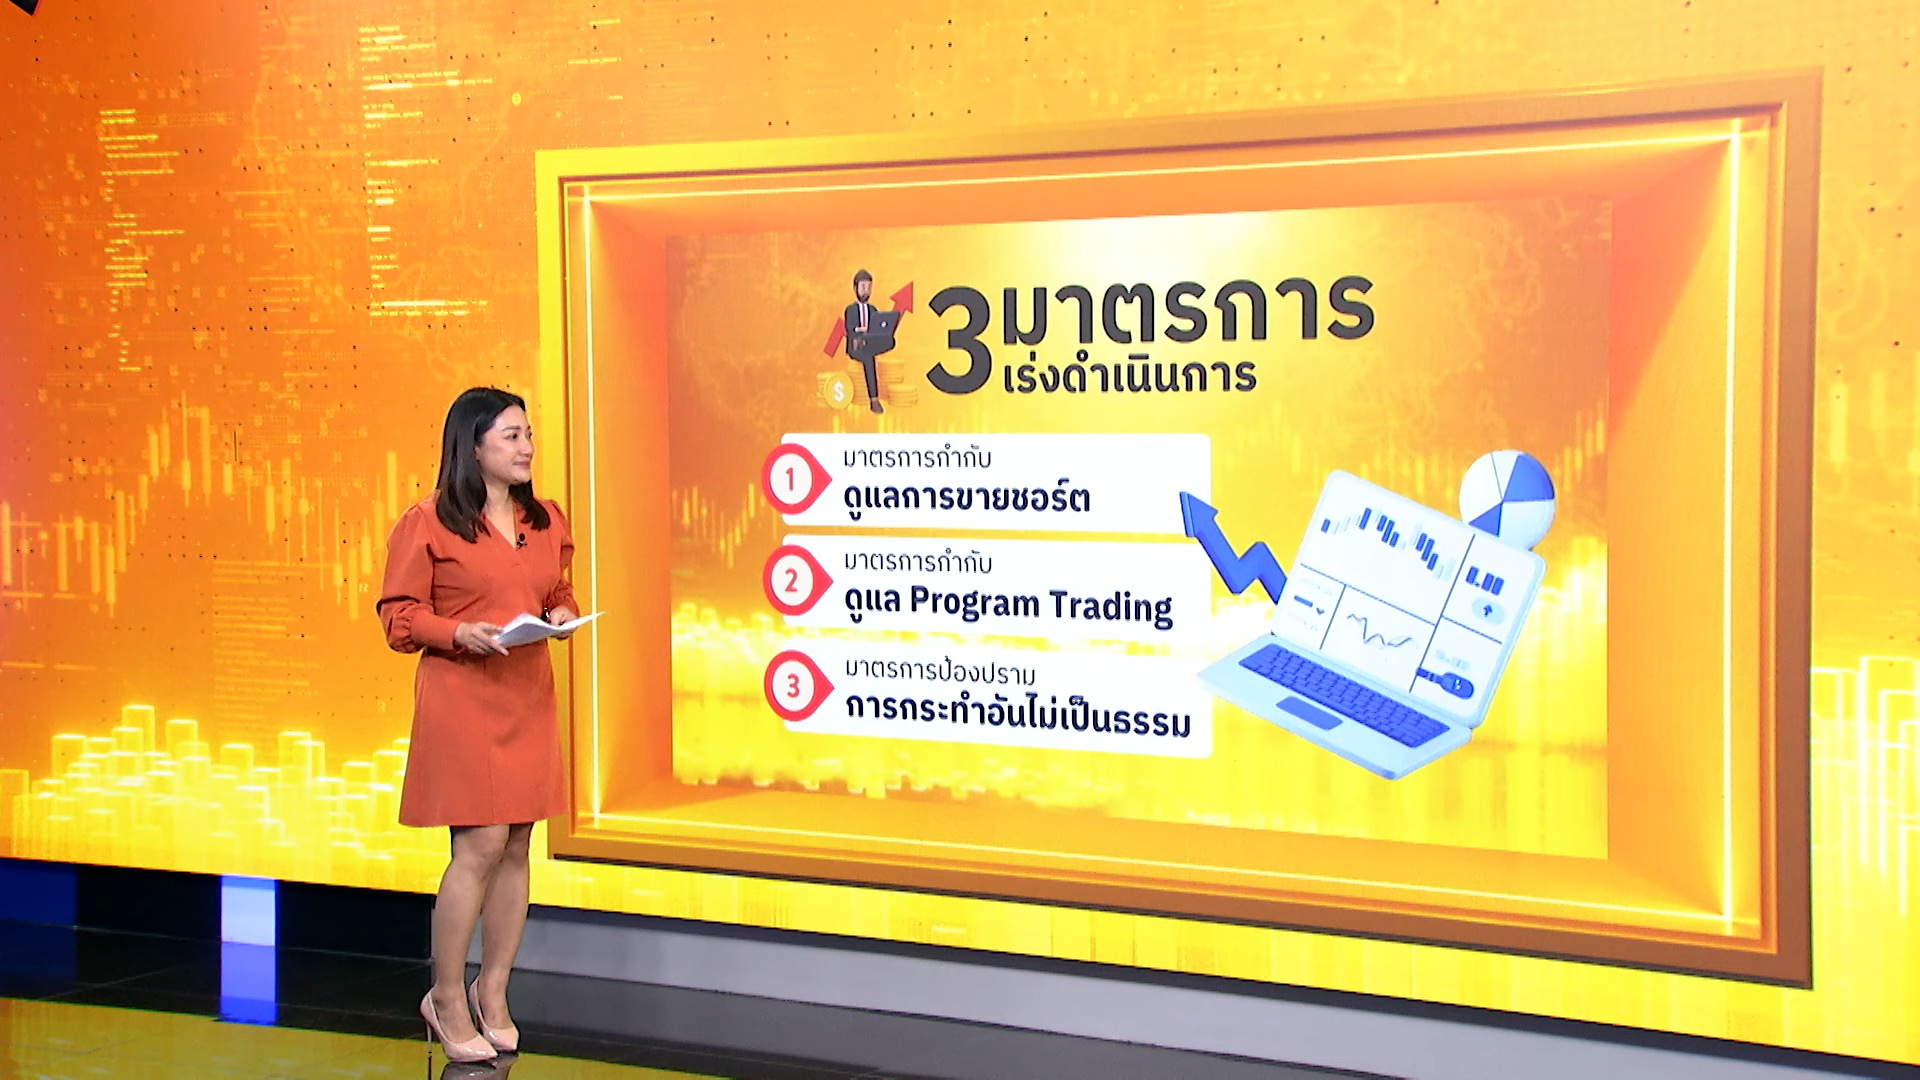 3 มาตรการ
เร่งดำเนินการ
1
มาตรการกำกับ
ดูแลการขายชอร์ต
2
มาตรการกำกับ
ดูแล Program Trading
3
มาตรการป้องปราม
การกระทำอันไม่เป็นธรรม
$